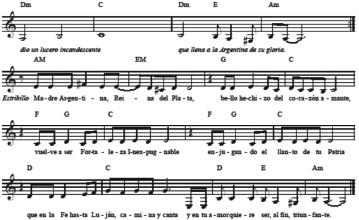 Dm C Dm E Am
dio un lucero incandescente que llena a la Argentina de su gloria.
AM EM G C
Estribillo Ma-dre Argen-ti - na, Rei - na del Pla-ta, be-llo he-chi-zo del co-ra-zón a-mante,
F G C F G C
vuel-ve a ser For-ta - le-za I-nex-pug-nable en-ju-gan-do el llan-to de tu Patria
D C D E Am
que en la Fe has-ta Lu-ján, ca - mi-na y canta y en tu a-mor quie-re ser, al fin, triun-fan-te.